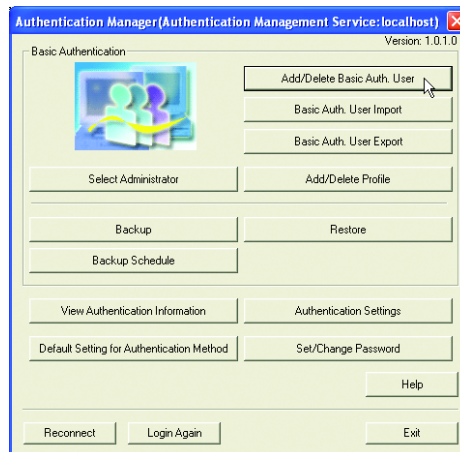 Authentication Manager(Authentication Management Service:localhost)
Version: 1.0.1.0
Basic Authentication
Add/Delete Basic Auth. User
Basic Auth. User Import
Basic Auth. User Export
Select Administrator
Add/Delete Profile
Backup
Restore
Backup Schedule
View Authentication Information
Authentication Settings
Default Setting for Authentication Method
Set/Change Password
Help
Reconnect
Login Again
Exit